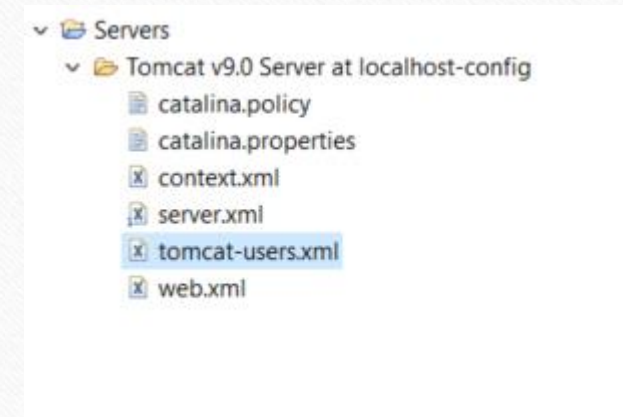 Servers
Tomcat v9.0 Server at localhost-config
catalina.policy
catalina.properties
context.xml
server.xml
tomcat-users.xml
web.xml